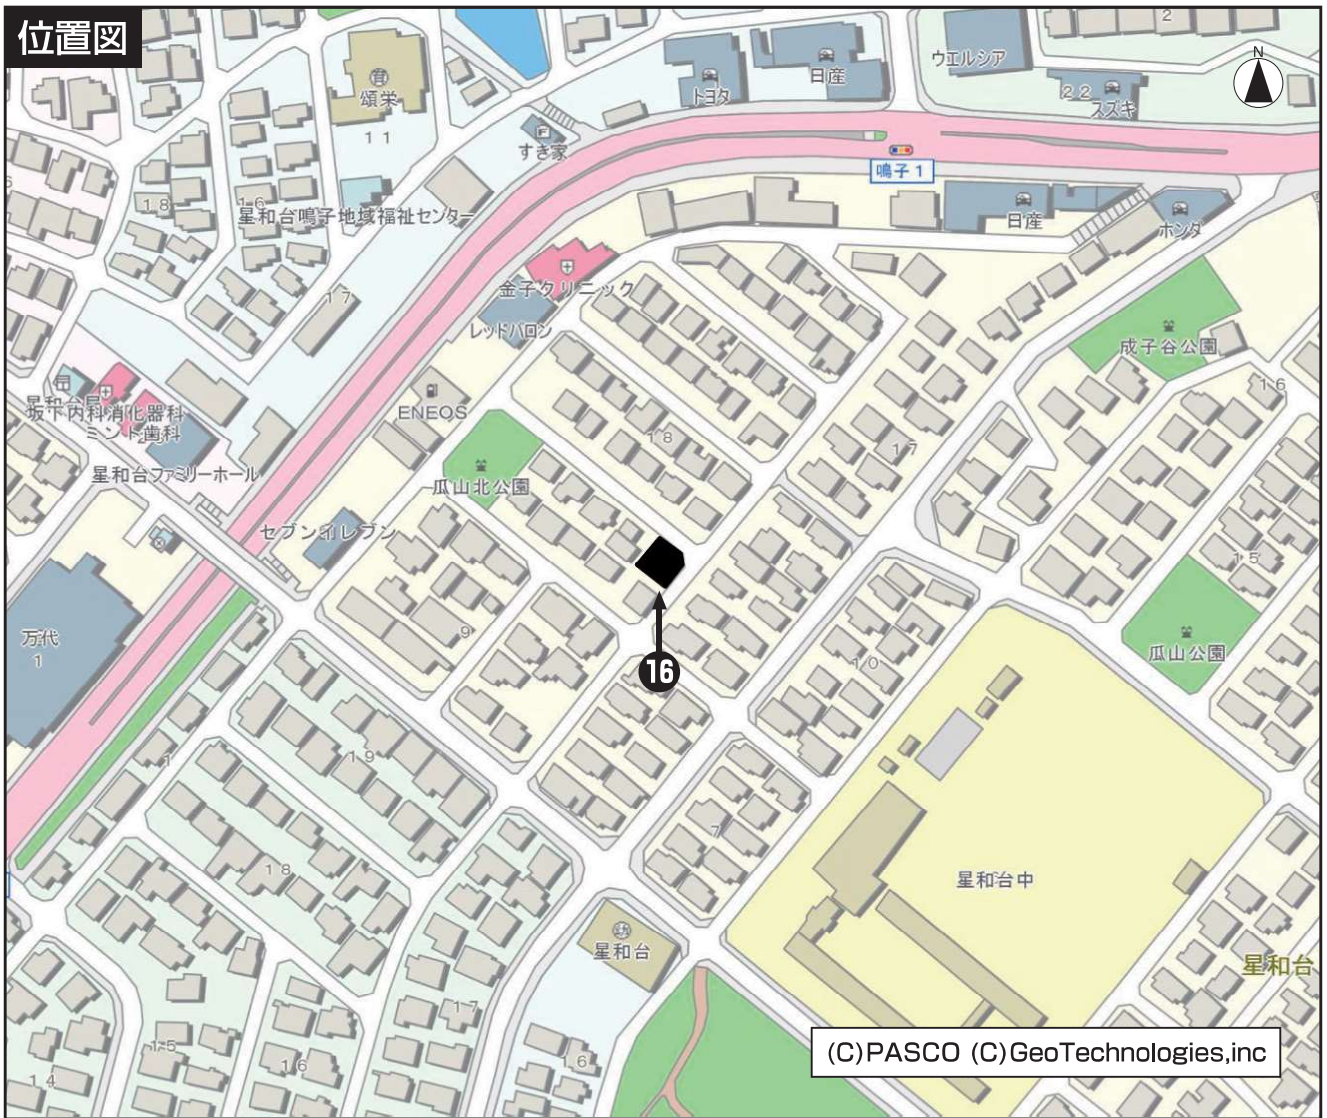 位置図
2
N
ウエルシア
日産
トヨタ
22
スズキ
頌栄
11
すき家
鳴子1
18
16
星和台鳴子地域福祉センター
日産
ホンダ
金子クリニック
17
レッドバロン
成子谷公園
16
坂下内科消化器科
ミント歯科
ENEOS
18
17
星和台ファミリーホール
瓜山北公園
セブンイレブン
15
万代
1
9
瓜山公園
16
10
19
1
7
18
星和台中
星和台
星和台
17
15
16
16
14
(C)PASCO (C)GeoTechnologies,inc